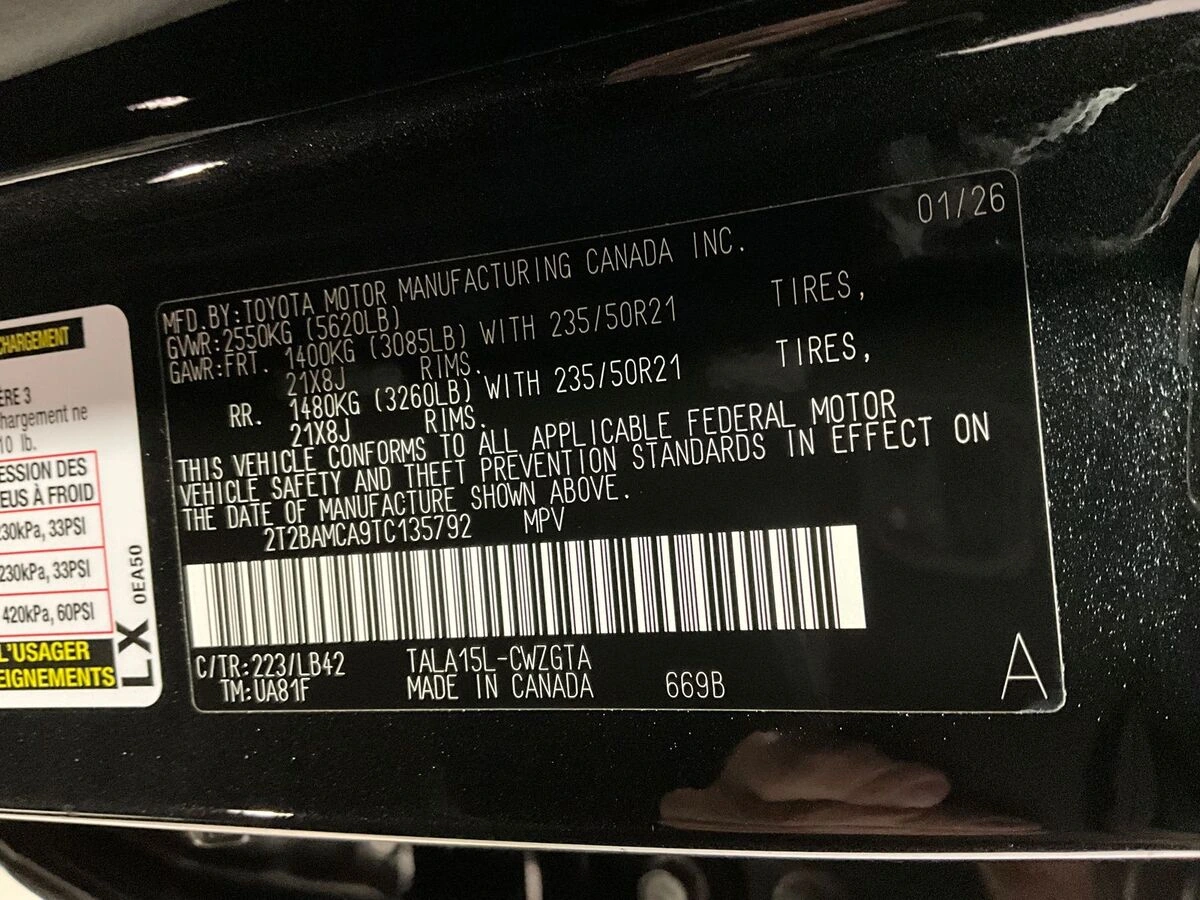 CHARGEMENT
ÈRE 3
hargement ne
10 lb.
ESSION DES
EUS À FROID
230kPa, 33PSI
230kPa, 33PSI
420kPa, 60PSI
L'USAGER
EIGNEMENTS
LX 0EA50
01/26
MFD.BY:TOYOTA MOTOR MANUFACTURING CANADA INC.
GVWR:2550KG (5620LB)
GAWR:FRT. 1400KG (3085LB) WITH 235/50R21 TIRES,
21X8J RIMS.
RR. 1480KG (3260LB) WITH 235/50R21 TIRES,
21X8J RIMS.
THIS VEHICLE CONFORMS TO ALL APPLICABLE FEDERAL MOTOR
VEHICLE SAFETY AND THEFT PREVENTION STANDARDS IN EFFECT ON
THE DATE OF MANUFACTURE SHOWN ABOVE.
2T2BAMCA9TC135792 MPV
C/TR:223/LB42 TALA15L-CWZGTA
TM:UA81F MADE IN CANADA 669B
A